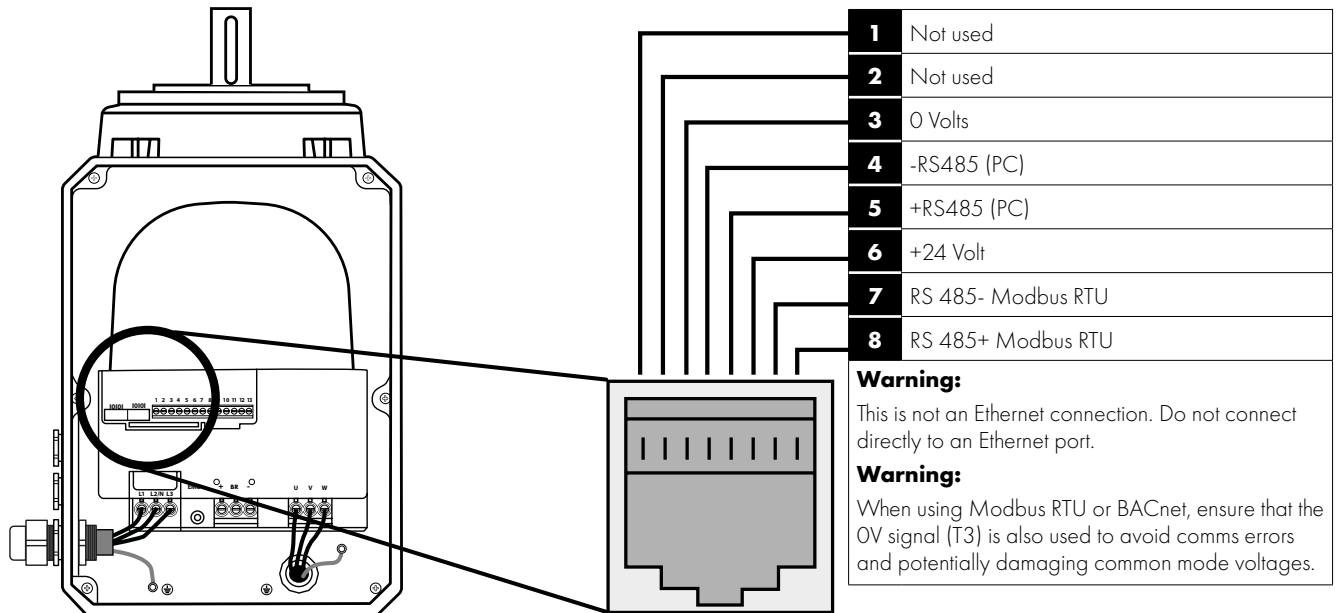 1 Not used
2 Not used
3 0 Volts
4 -RS485 (PC)
5 +RS485 (PC)
6 +24 Volt
7 RS 485- Modbus RTU
8 RS 485+ Modbus RTU
Warning:
This is not an Ethernet connection. Do not connect
directly to an Ethernet port.
Warning:
When using Modbus RTU or BACnet, ensure that the
0V signal (T3) is also used to avoid comms errors
and potentially damaging common mode voltages.
IOIOI IOIOI 1 2 3 4 5 6 7 8 10 11 12 13
L1 L2/N L3 + BR - U V W